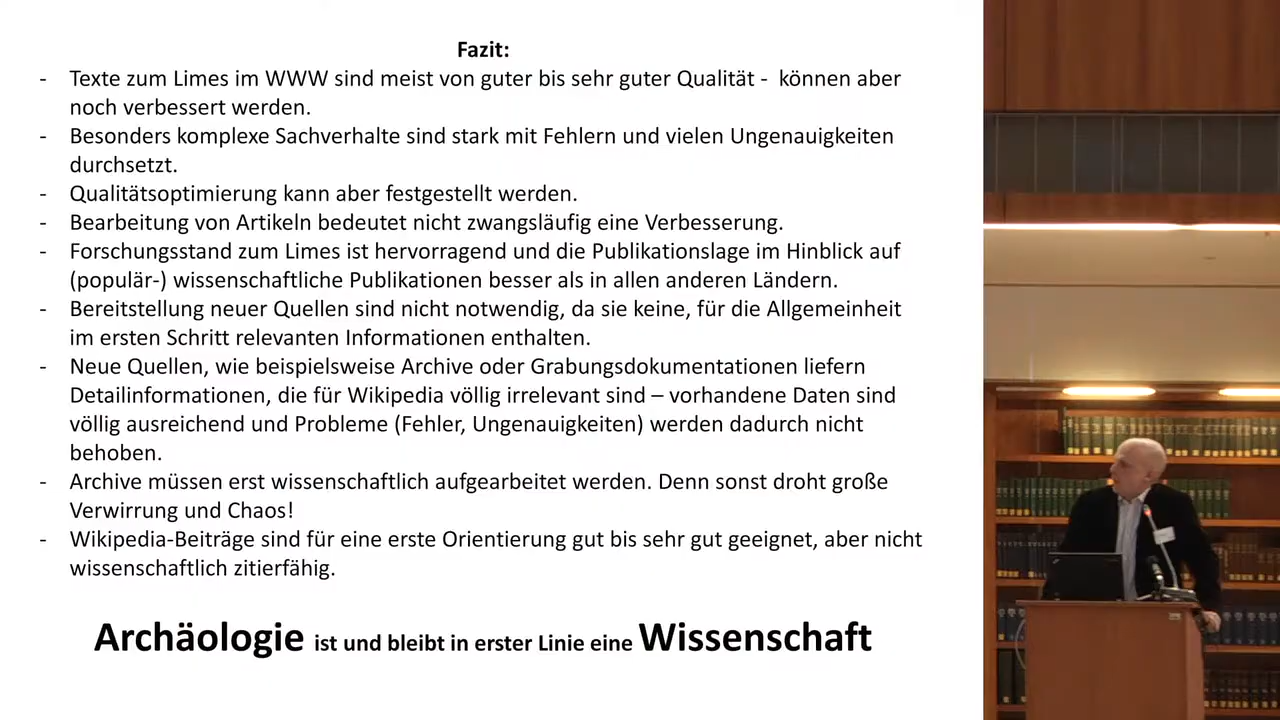 Fazit:
- Texte zum Limes im WWW sind meist von guter bis sehr guter Qualität - können aber
noch verbessert werden.
- Besonders komplexe Sachverhalte sind stark mit Fehlern und vielen Ungenauigkeiten
durchsetzt.
- Qualitätsoptimierung kann aber festgestellt werden.
- Bearbeitung von Artikeln bedeutet nicht zwangsläufig eine Verbesserung.
- Forschungsstand zum Limes ist hervorragend und die Publikationslage im Hinblick auf
(populär-) wissenschaftliche Publikationen besser als in allen anderen Ländern.
- Bereitstellung neuer Quellen sind nicht notwendig, da sie keine, für die Allgemeinheit
im ersten Schritt relevanten Informationen enthalten.
- Neue Quellen, wie beispielsweise Archive oder Grabungsdokumentationen liefern
Detailinformationen, die für Wikipedia völlig irrelevant sind – vorhandene Daten sind
völlig ausreichend und Probleme (Fehler, Ungenauigkeiten) werden dadurch nicht
behoben.
- Archive müssen erst wissenschaftlich aufgearbeitet werden. Denn sonst droht große
Verwirrung und Chaos!
- Wikipedia-Beiträge sind für eine erste Orientierung gut bis sehr gut geeignet, aber nicht
wissenschaftlich zitierfähig.
Archäologie ist und bleibt in erster Linie eine Wissenschaft